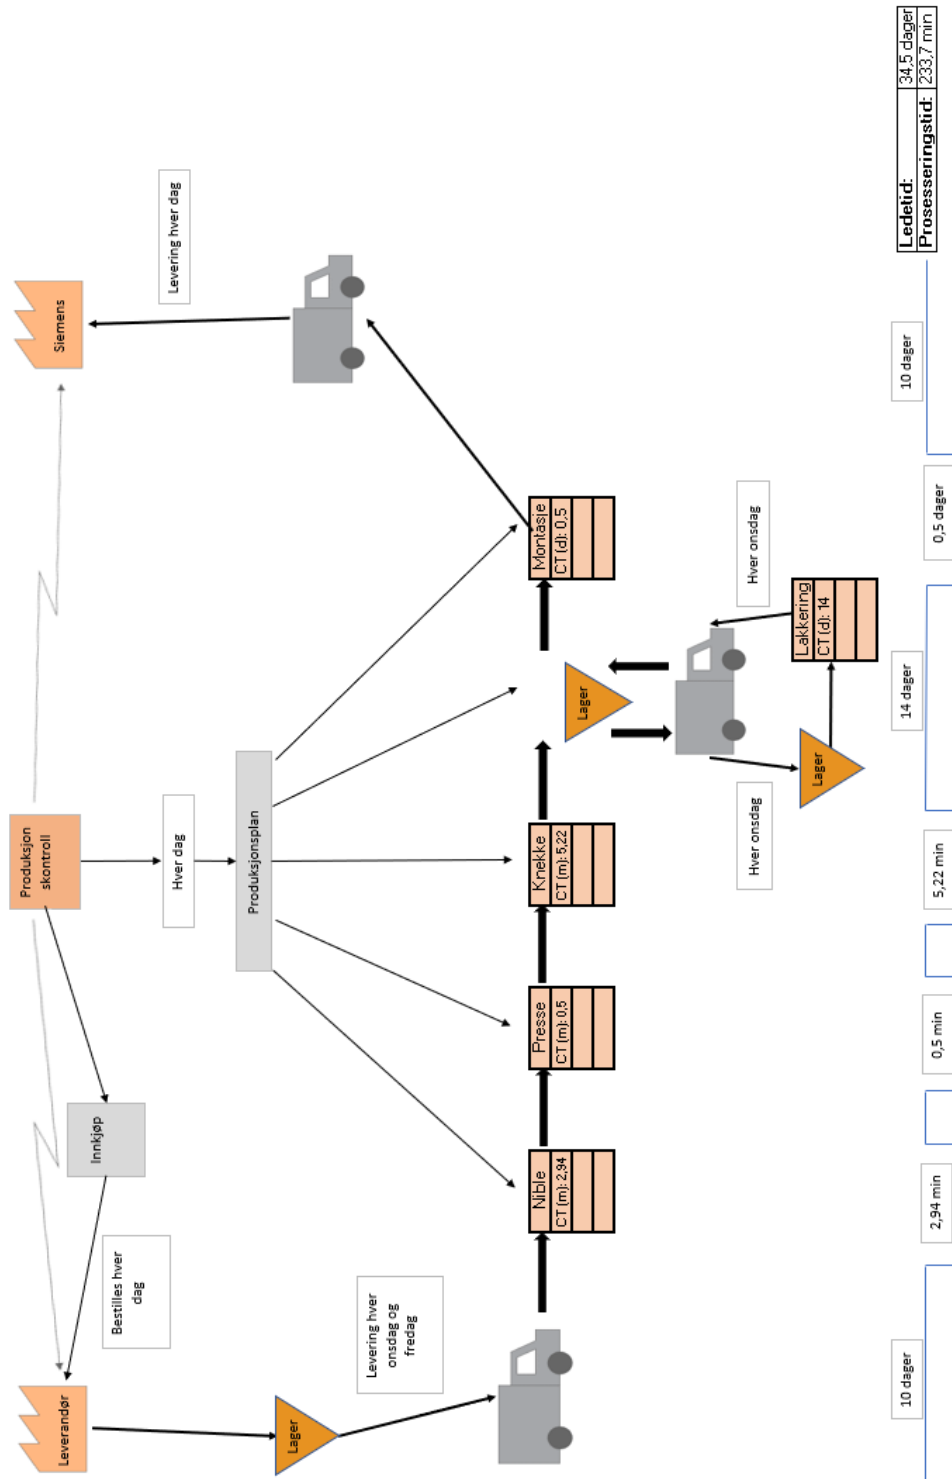 Leverandør
Produksjon
skontroll
Siemens
Innkjøp
Bestilles hver
dag
Hver dag
Levering hver dag
Produksjonsplan
Lager
Levering hver
onsdag og
fredag
Nible
CT (m): 2,94
Presse
CT (m): 0,5
Knekke
CT (m): 5,22
Lager
Montasje
CT (d): 0,5
Hver onsdag
Hver onsdag
Lager
Lakkering
CT (d): 14
10 dager
2,94 min
0,5 min
5,22 min
14 dager
0,5 dager
10 dager
Ledetid: 34,5 dager
Prosesseringstid: 233,7 min